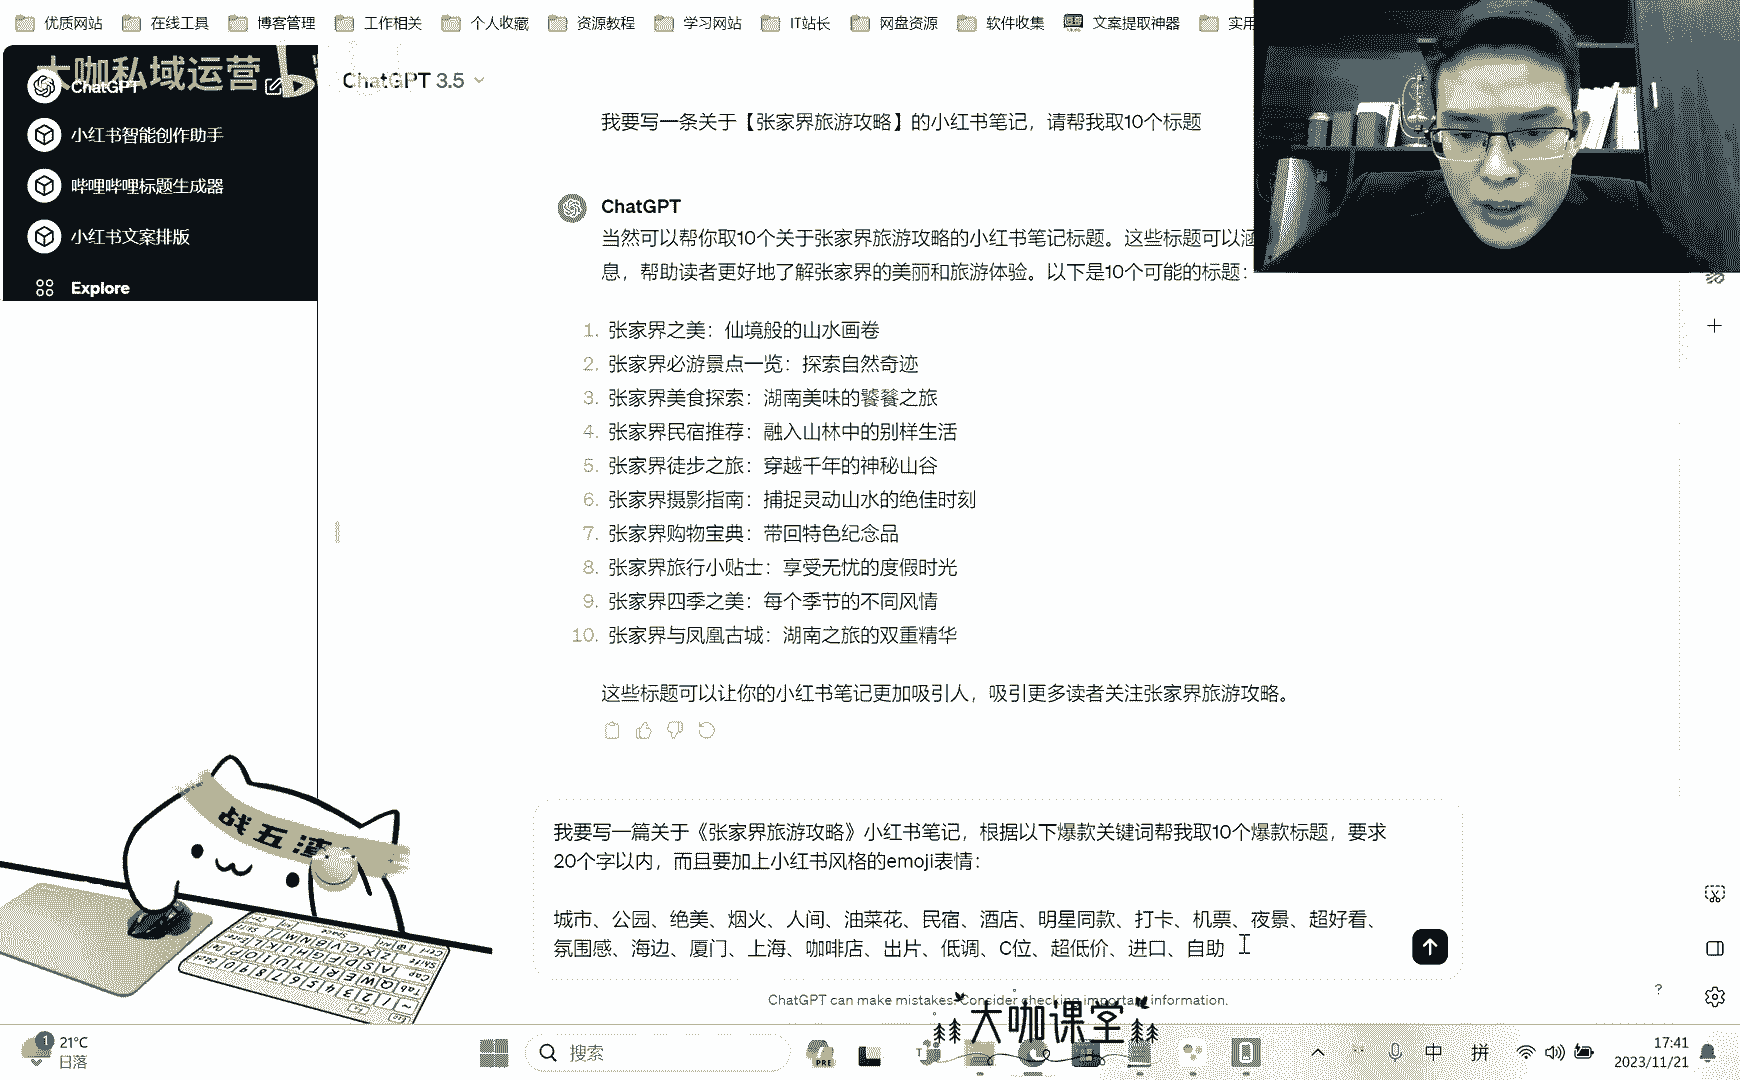 优质网站 在线工具 博客管理 工作相关 个人收藏 资源教程 学习网站 IT站长 网盘资源 软件收集 文案提取神器 实用
大咖私域运营
ChatGPT
小红书智能创作助手
哔哩哔哩标题生成器
小红书文案排版
Explore
ChatGPT 3.5
我要写一条关于【张家界旅游攻略】的小红书笔记，请帮我取10个标题
ChatGPT
当然可以帮你取10个关于张家界旅游攻略的小红书笔记标题。这些标题可以涵
息，帮助读者更好地了解张家界的美丽和旅游体验。以下是10个可能的标题：
1. 张家界之美：仙境般的山水画卷
2. 张家界必游景点一览：探索自然奇迹
3. 张家界美食探索：湖南美味的饕餮之旅
4. 张家界民宿推荐：融入山林中的别样生活
5. 张家界徒步之旅：穿越千年的神秘山谷
6. 张家界摄影指南：捕捉灵动山水的绝佳时刻
7. 张家界购物宝典：带回特色纪念品
8. 张家界旅行小贴士：享受无忧的度假时光
9. 张家界四季之美：每个季节的不同风情
10. 张家界与凤凰古城：湖南之旅的双重精华
这些标题可以让你的小红书笔记更加吸引人，吸引更多读者关注张家界旅游攻略。
我要写一篇关于《张家界旅游攻略》小红书笔记，根据以下爆款关键词帮我取10个爆款标题，要求
20个字以内，而且要加上小红书风格的emoji表情：
城市、公园、绝美、烟火、人间、油菜花、民宿、酒店、明星同款、打卡、机票、夜景、超好看、
氛围感、海边、厦门、上海、咖啡店、出片、低调、C位、超低价、进口、自助
ChatGPT can make mistakes. Consider checking important information.
?
战五渣
大咖课堂
1 21°C
日落
搜索
PRE
中 拼
17:41
2023/11/21